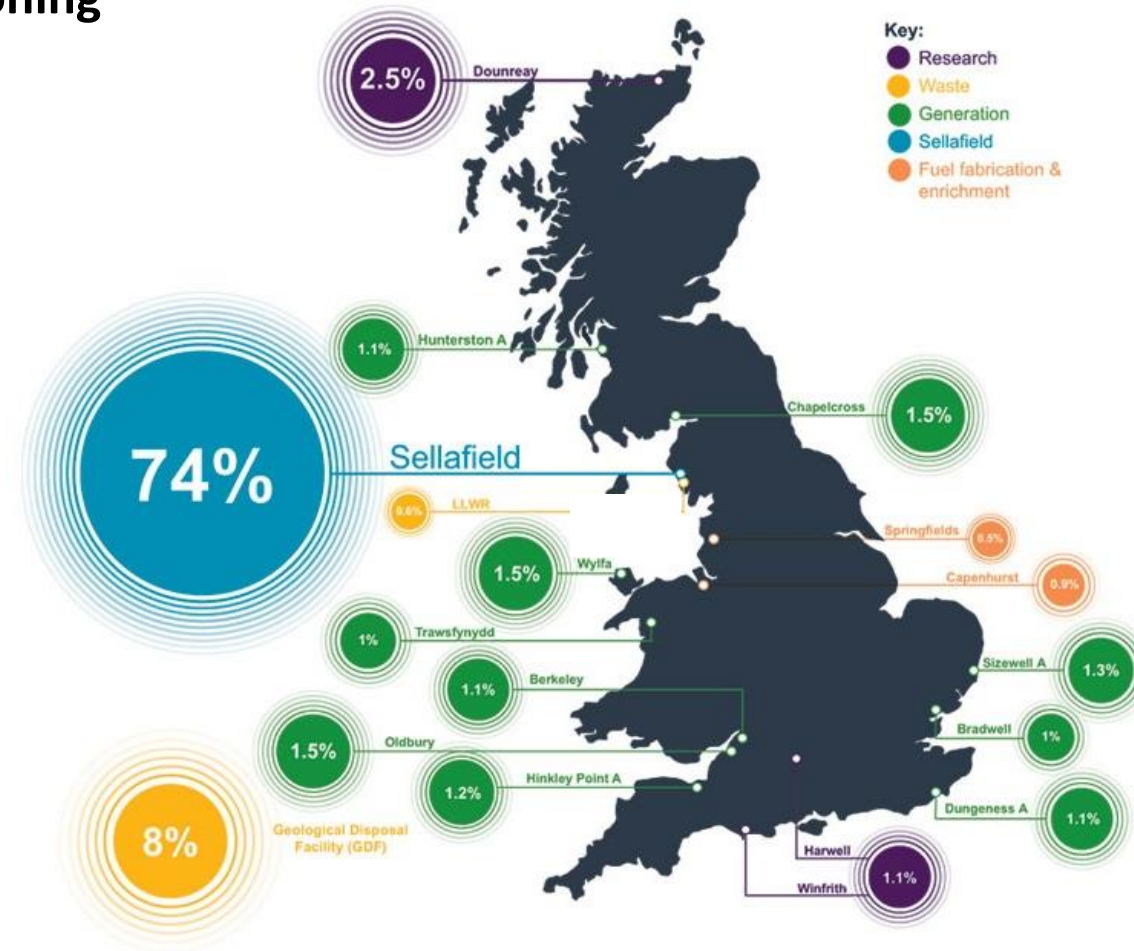 Key:
Research
Waste
Generation
Sellafield
Fuel fabrication &
enrichment
2.5%
Dounreay
1.1%
Hunterston A
Chapelcross
1.5%
74%
Sellafield
0.6%
LLWR
Springfields
0.5%
1.5%
Wylfa
Capenhurst
0.9%
1%
Trawsfynydd
Sizewell A
1.3%
1.1%
Berkeley
Bradwell
1%
1.5%
Oldbury
1.2%
Hinkley Point A
Dungeness A
1.1%
8%
Geological Disposal
Facility (GDF)
Harwell
Winfrith
1.1%